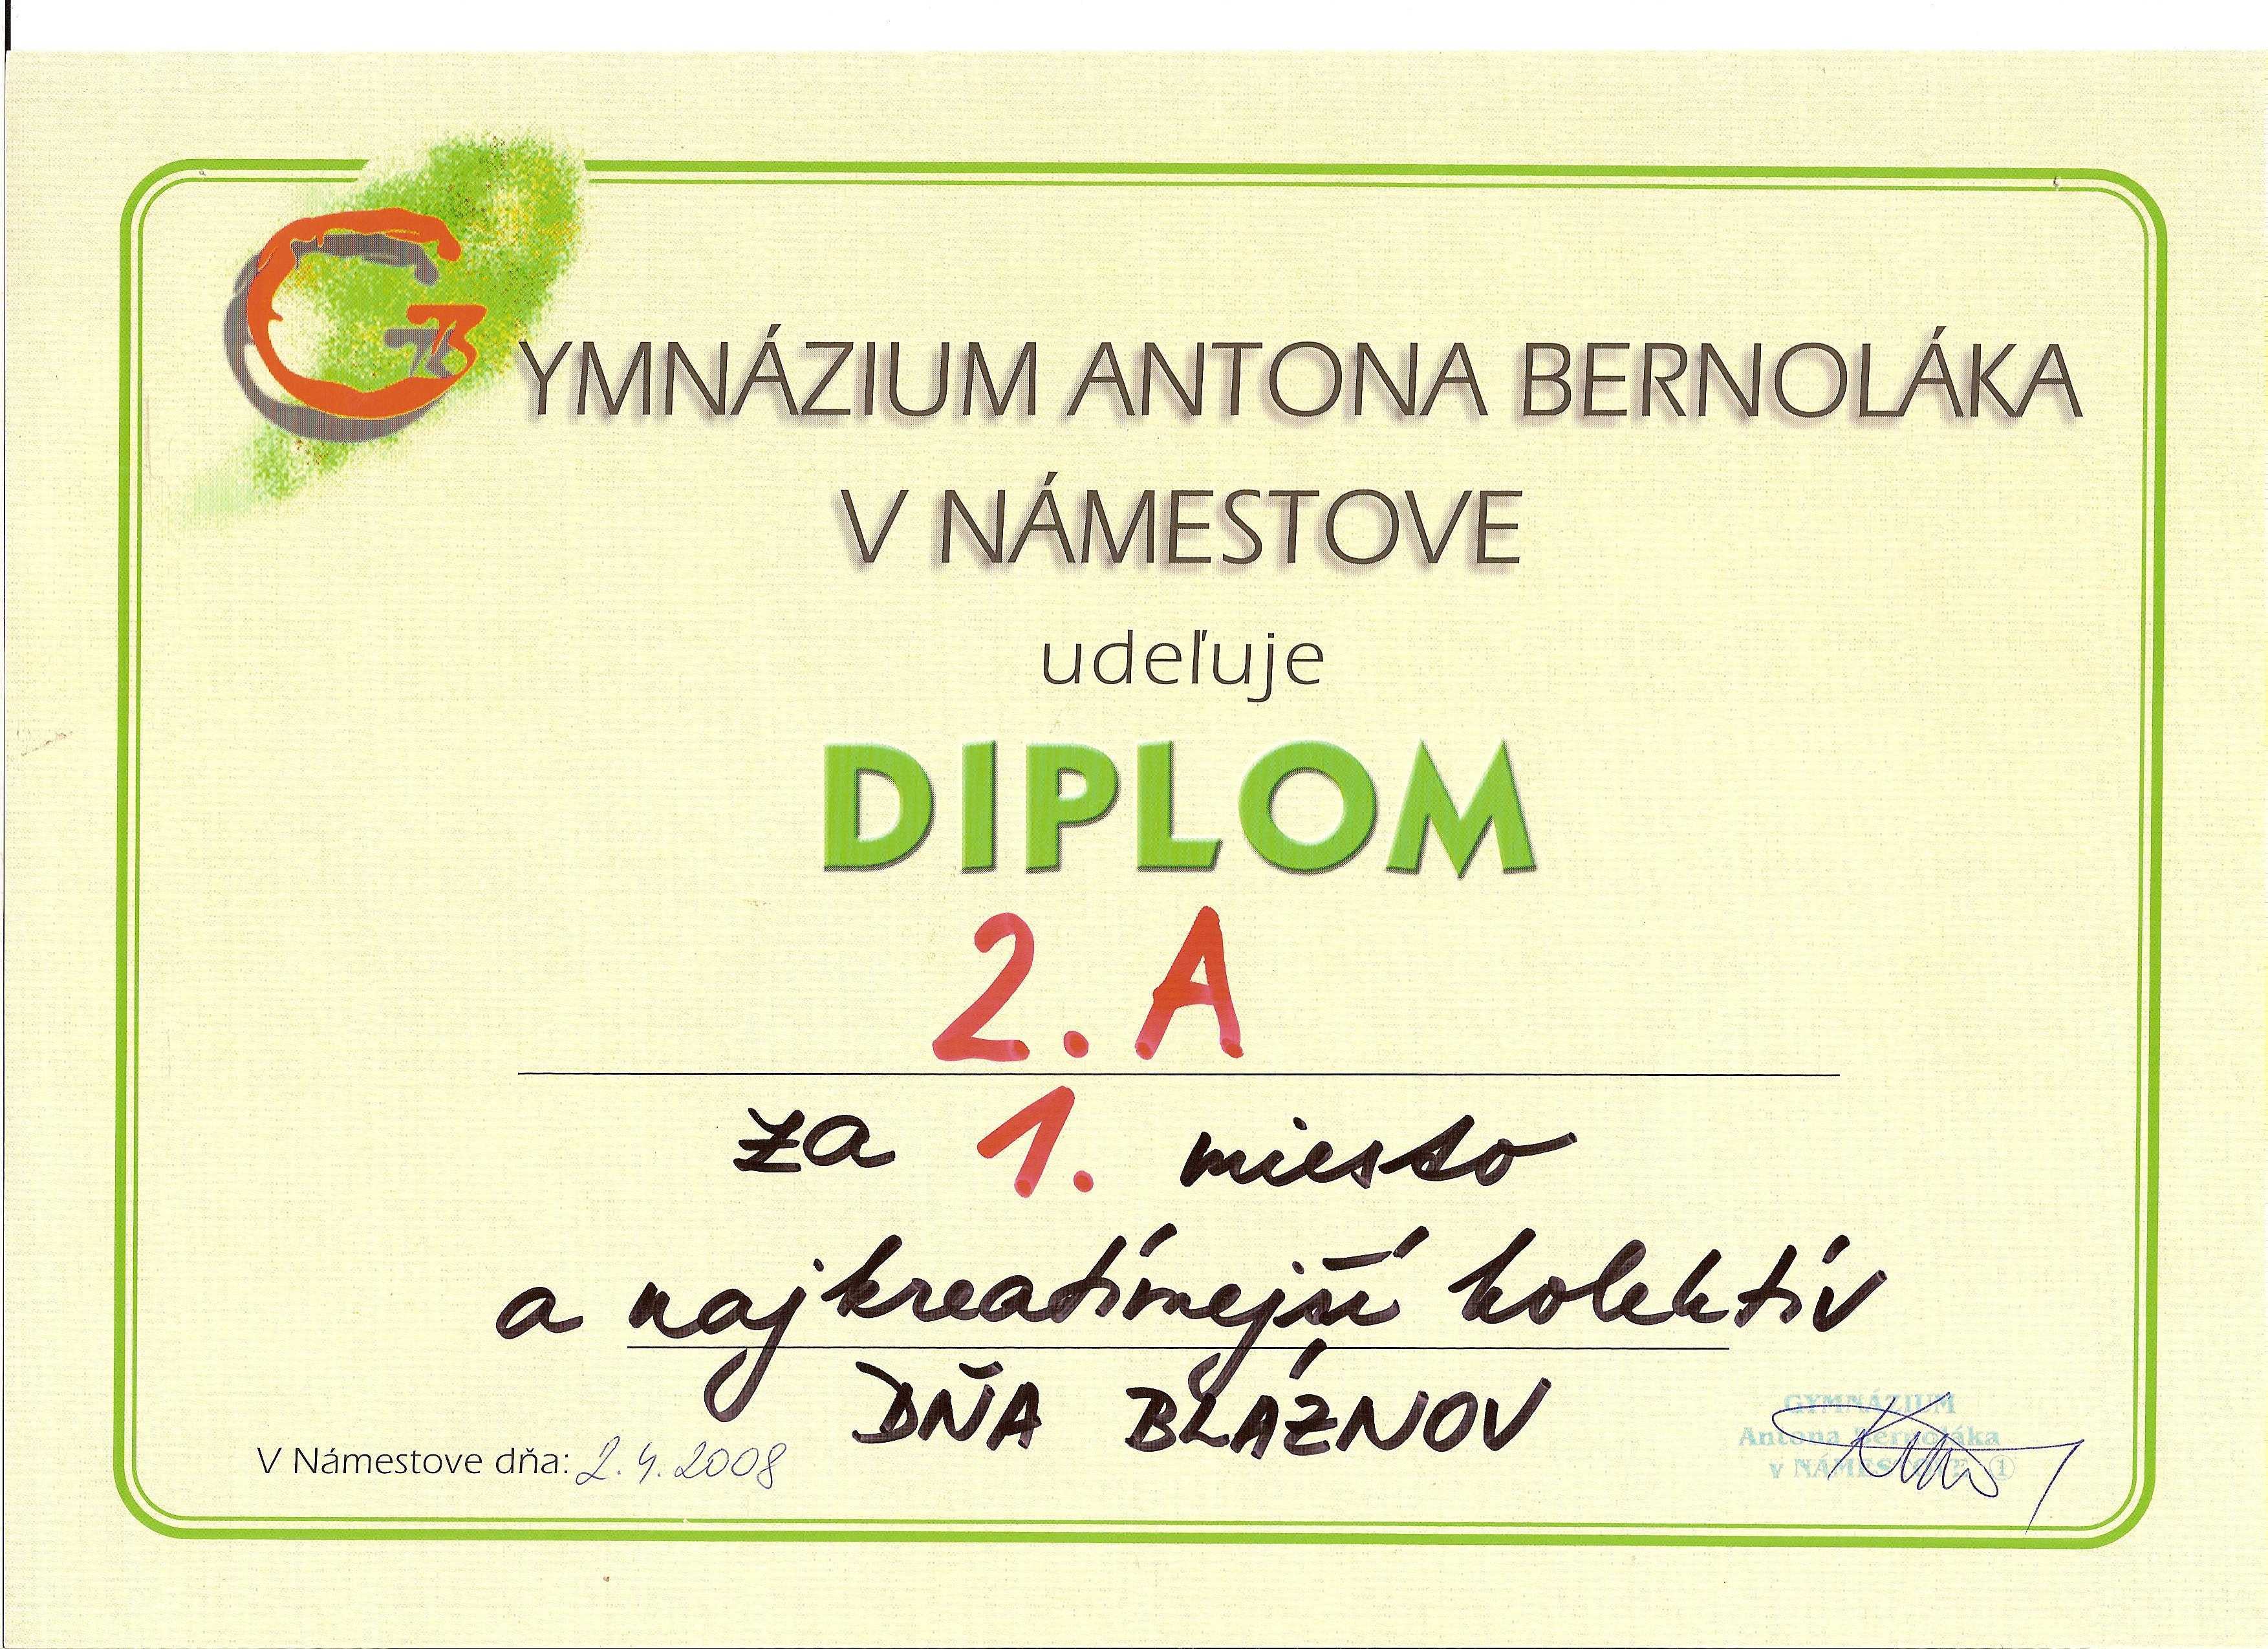 GYMNÁZIUM ANTONA BERNOLÁKA
V NÁMESTOVE
udeľuje
DIPLOM
2. A
za 1. miesto
a najkreatívnejší kolektív
DŇA BLÁZNOV
V Námestove dňa: 2.4.2008
GYMNÁZIUM
Antona Bernoláka
v NÁMESTOVE 1